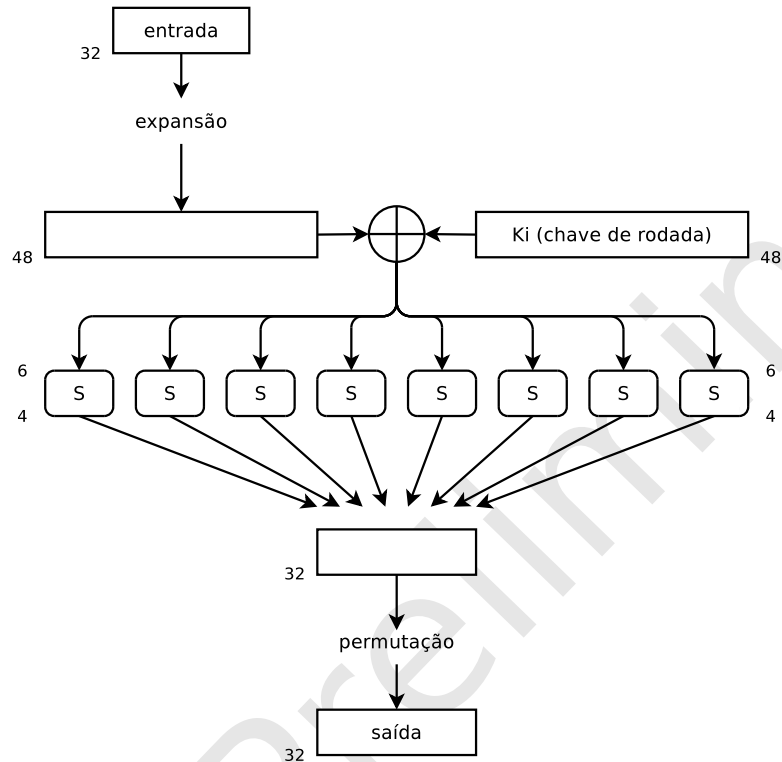 entrada
32
expansão
Ki (chave de rodada)
48
48
6
6
S S S S S S S S
4
4
32
permutação
saída
32